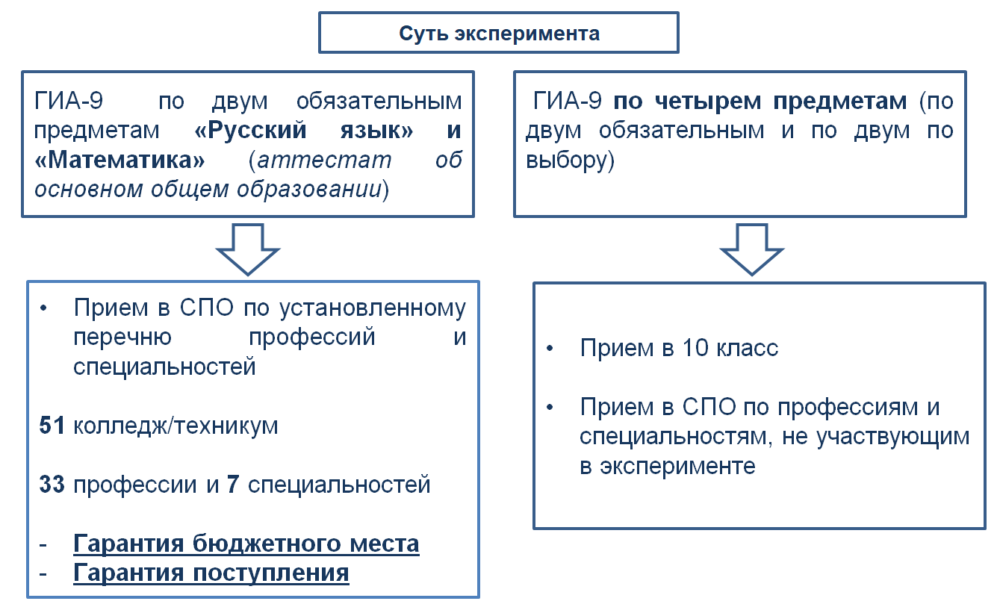 Суть эксперимента
ГИА-9 по двум обязательным
предметам «Русский язык» и
«Математика» (аттестат об
основном общем образовании)
ГИА-9 по четырем предметам (по
двум обязательным и по двум по
выбору)
• Прием в СПО по установленному
перечню профессий и
специальностей
51 колледж/техникум
33 профессии и 7 специальностей
- Гарантия бюджетного места
- Гарантия поступления
• Прием в 10 класс
• Прием в СПО по профессиям и
специальностям, не участвующим
в эксперименте